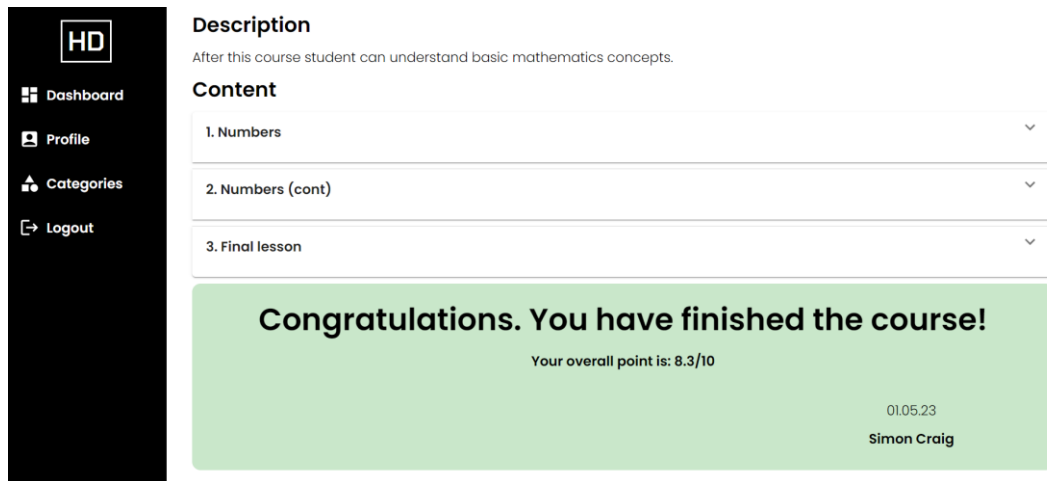 HD
Dashboard
Profile
Categories
Logout
Description
After this course student can understand basic mathematics concepts.
Content
1. Numbers
2. Numbers (cont)
3. Final lesson
Congratulations. You have finished the course!
Your overall point is: 8.3/10
01.05.23
Simon Craig